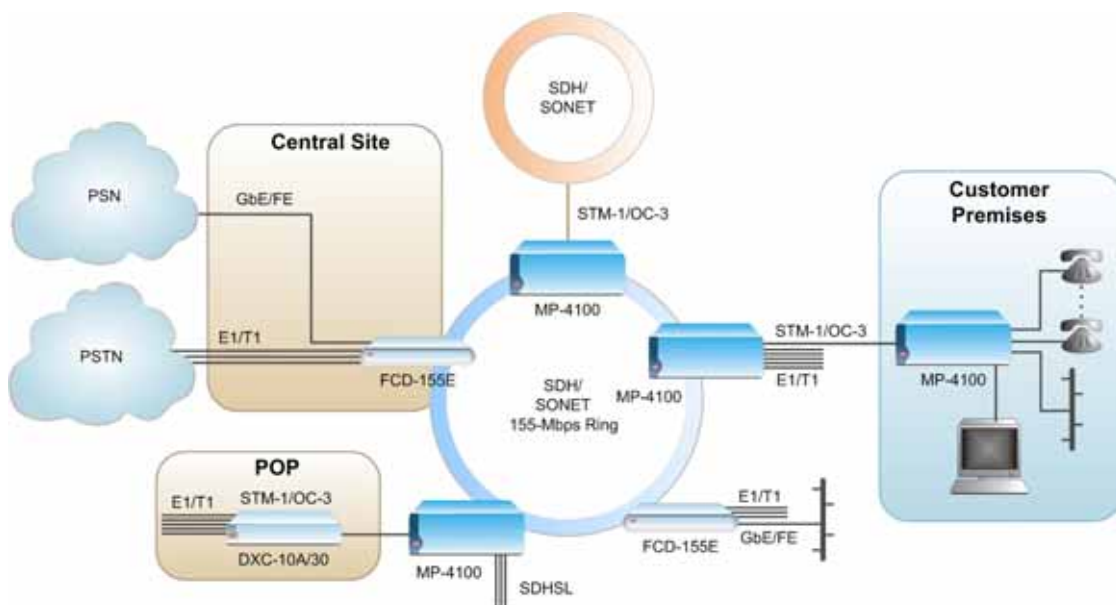 SDH/
SONET
Central Site
PSN
GbE/FE
STM-1/OC-3
Customer
Premises
MP-4100
E1/T1
PSTN
FCD-155E
STM-1/OC-3
E1/T1
MP-4100
MP-4100
SDH/
SONET
155-Mbps Ring
POP
E1/T1
STM-1/OC-3
DXC-10A/30
MP-4100
SDHSL
E1/T1
FCD-155E
GbE/FE